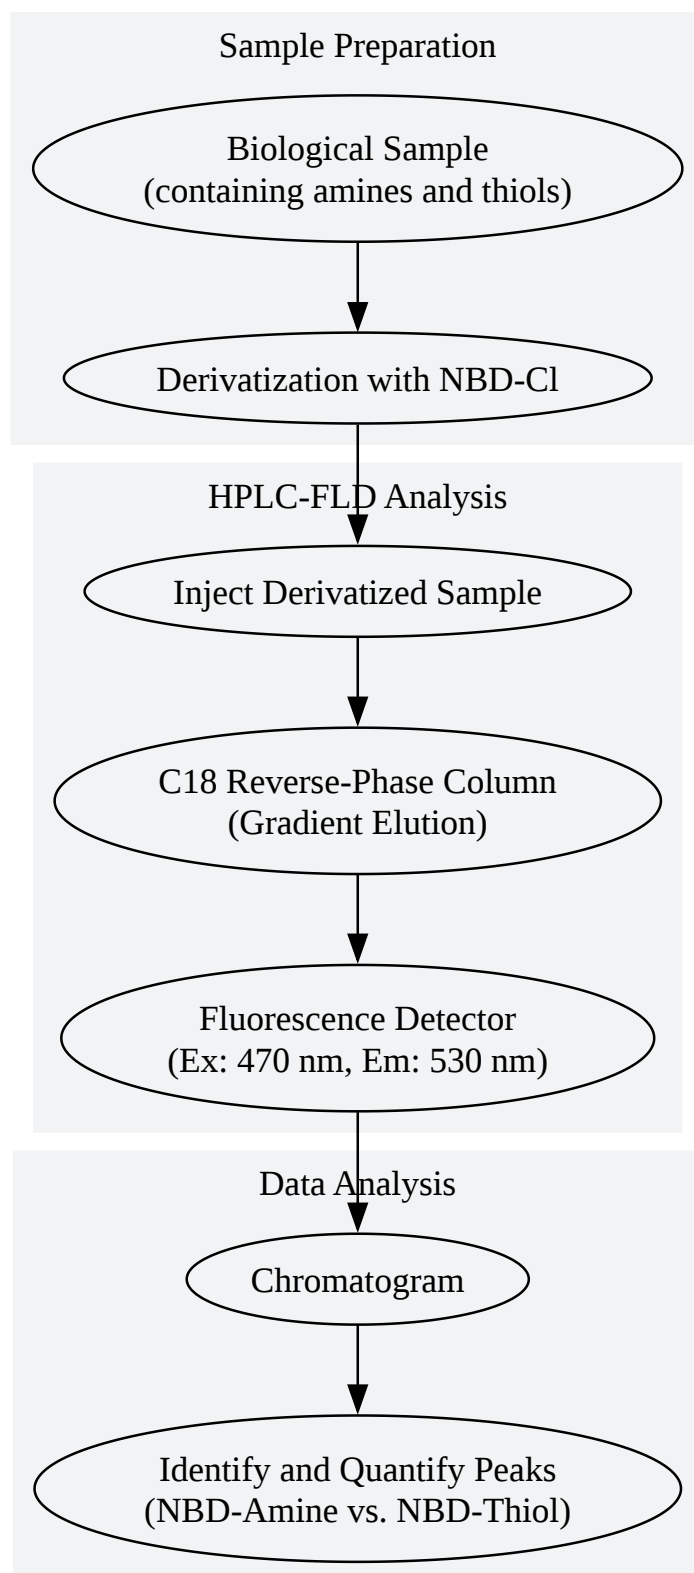 Sample Preparation
Biological Sample
(containing amines and thiols)
Derivatization with NBD-Cl
HPLC-FLD Analysis
Inject Derivatized Sample
C18 Reverse-Phase Column
(Gradient Elution)
Fluorescence Detector
(Ex: 470 nm, Em: 530 nm)
Data Analysis
Chromatogram
Identify and Quantify Peaks
(NBD-Amine vs. NBD-Thiol)